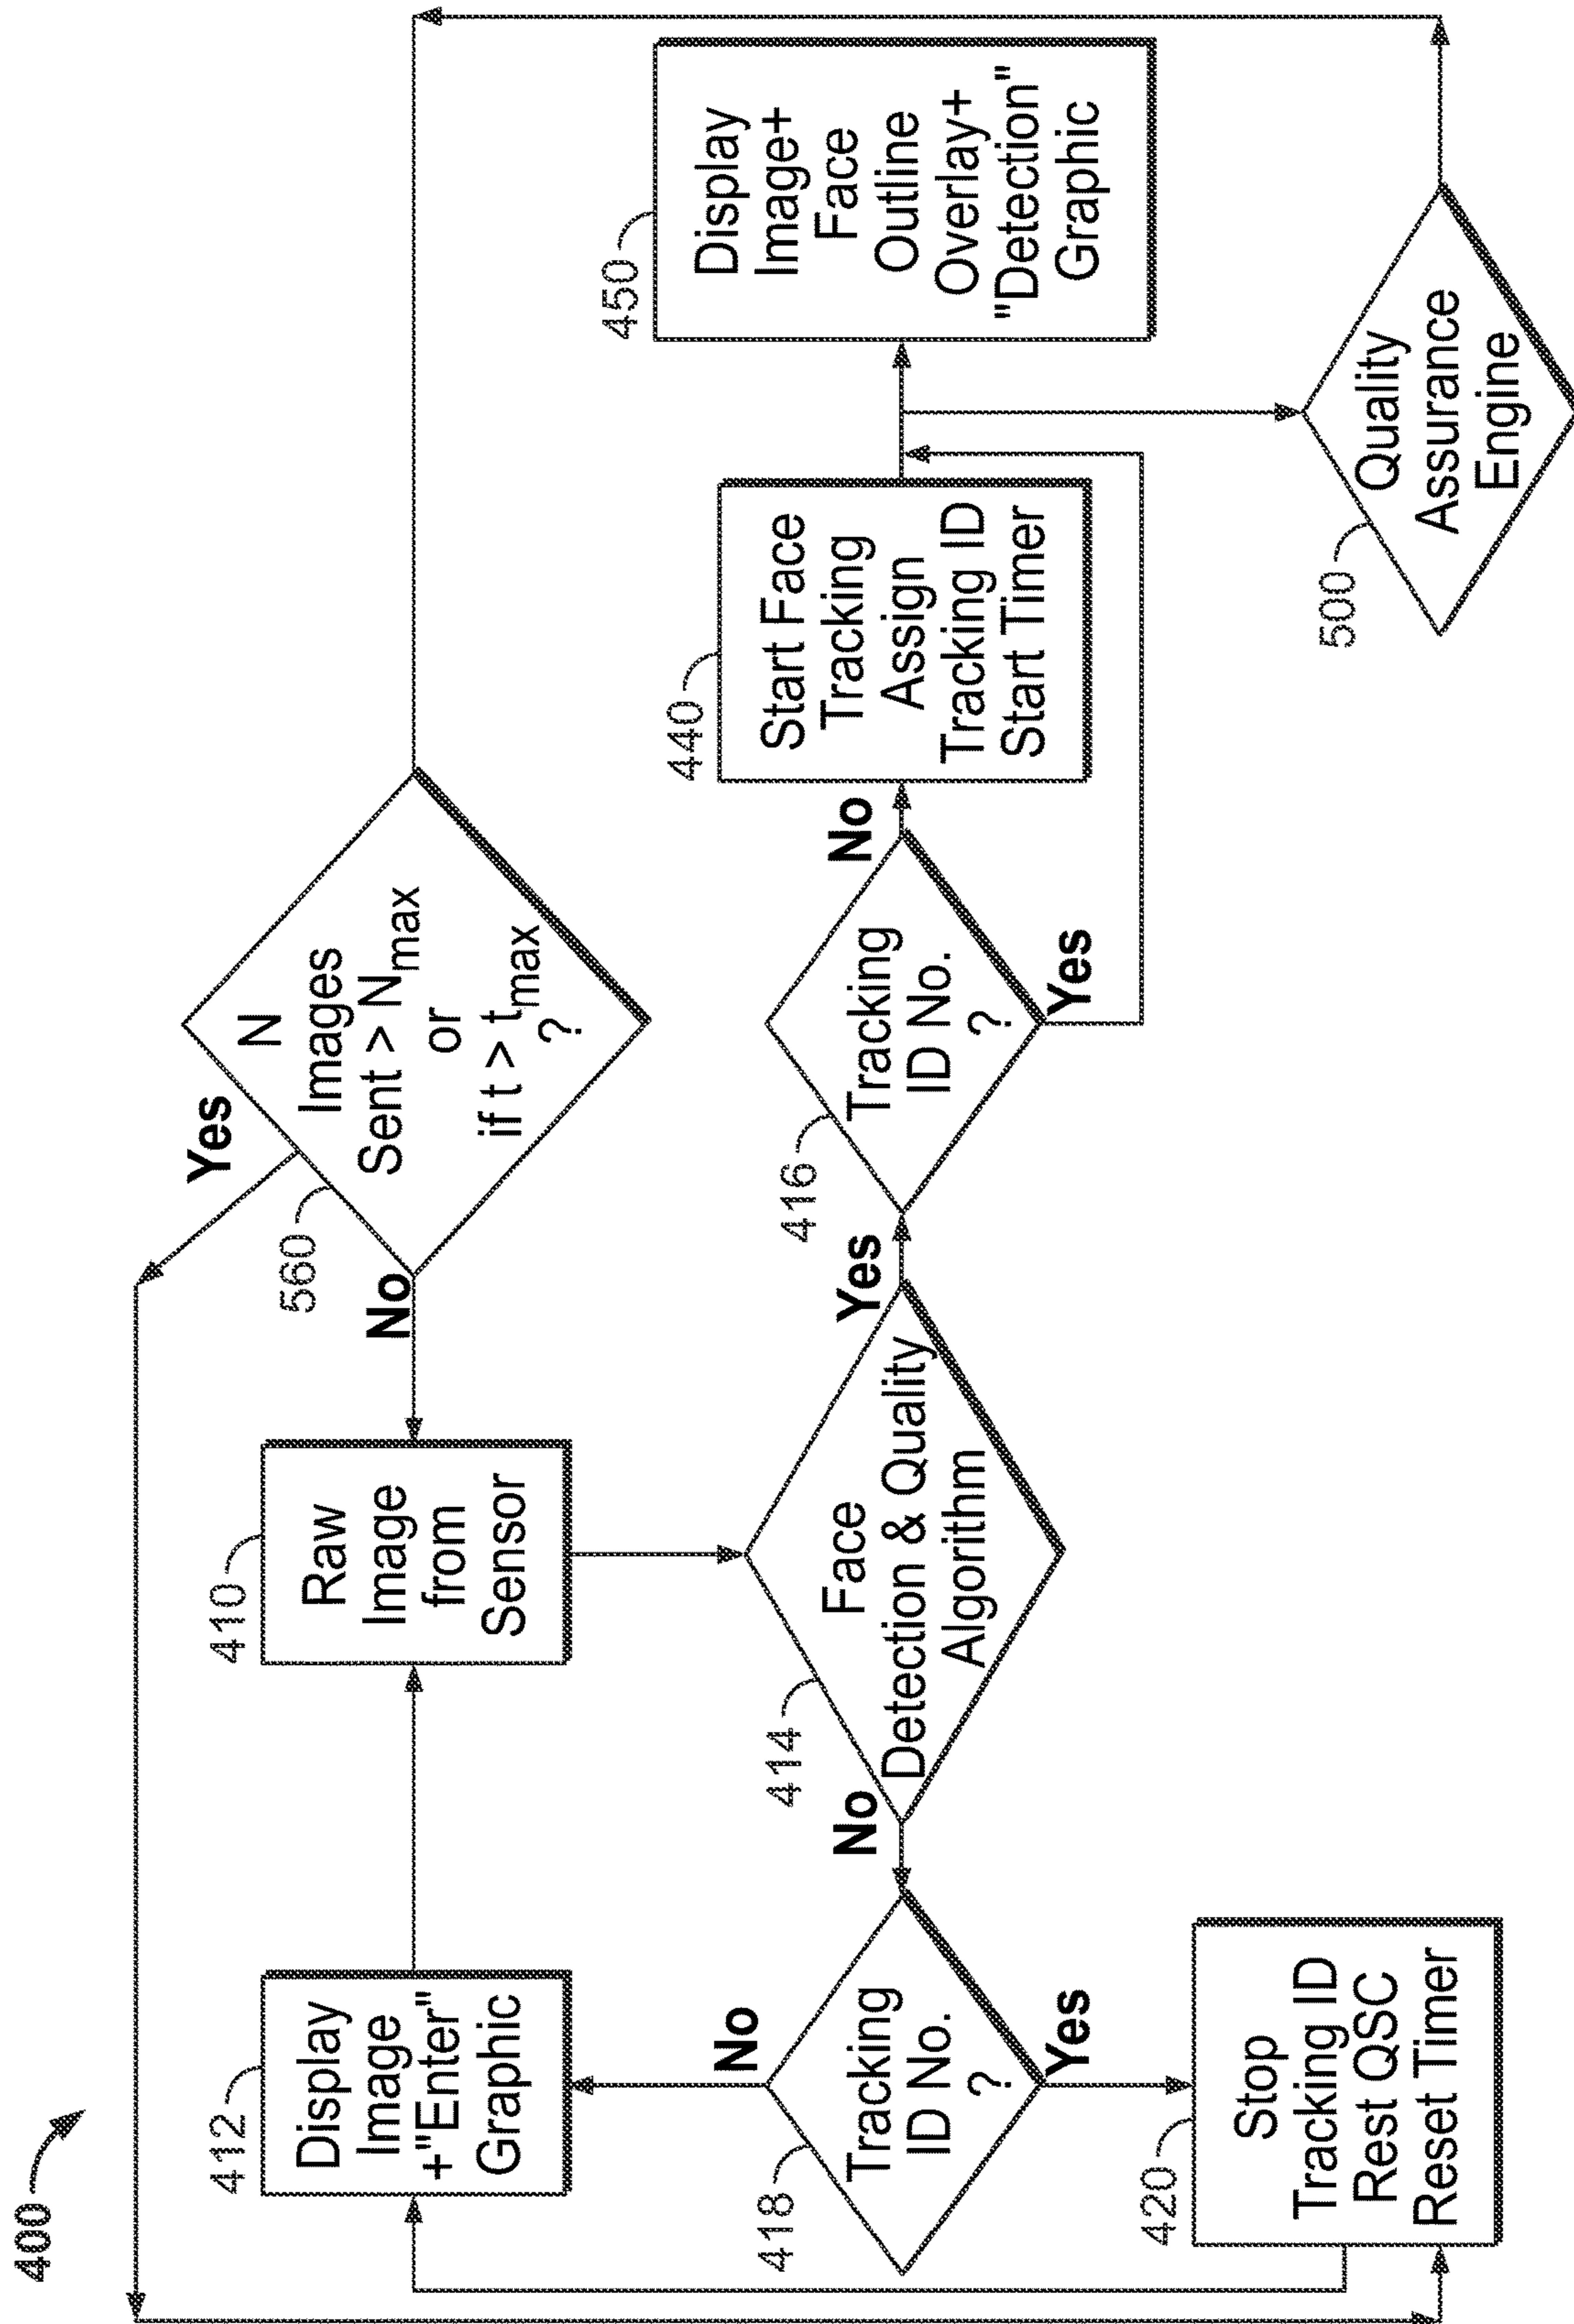 400
412
Display
Image
+"Enter"
Graphic
410
Raw
Image
from
Sensor
560
N
Images
Sent > Nmax
or
if t > tmax
?
Yes
No
418
Tracking
ID No.
?
No
Yes
414
Face
Detection & Quality
Algorithm
No
Yes
416
Tracking
ID No.
?
No
Yes
440
Start Face
Tracking
Assign
Tracking ID
Start Timer
450
Display
Image+
Face
Outline
Overlay+
"Detection"
Graphic
420
Stop
Tracking ID
Rest QSC
Reset Timer
500
Quality
Assurance
Engine